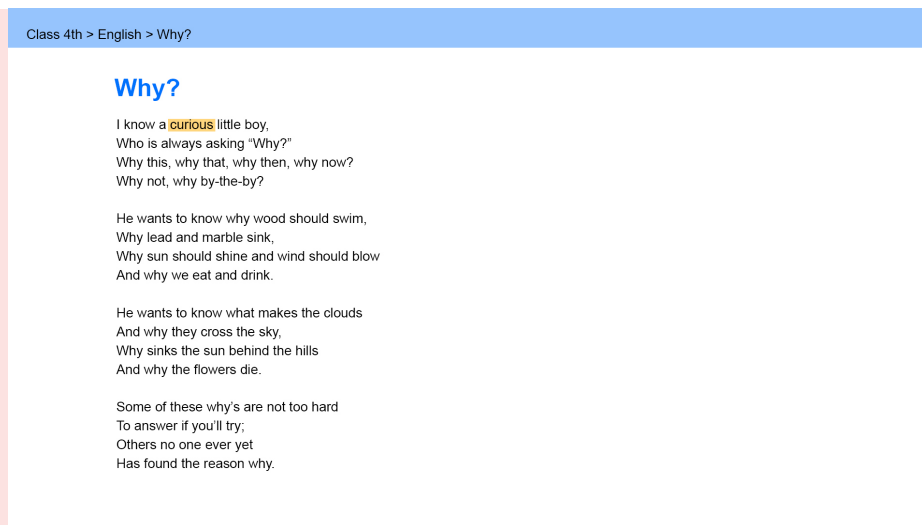 Class 4th > English > Why?
Why?
I know a curious little boy,
Who is always asking “Why?”
Why this, why that, why then, why now?
Why not, why by-the-by?
He wants to know why wood should swim,
Why lead and marble sink,
Why sun should shine and wind should blow
And why we eat and drink.
He wants to know what makes the clouds
And why they cross the sky,
Why sinks the sun behind the hills
And why the flowers die.
Some of these why’s are not too hard
To answer if you’ll try;
Others no one ever yet
Has found the reason why.